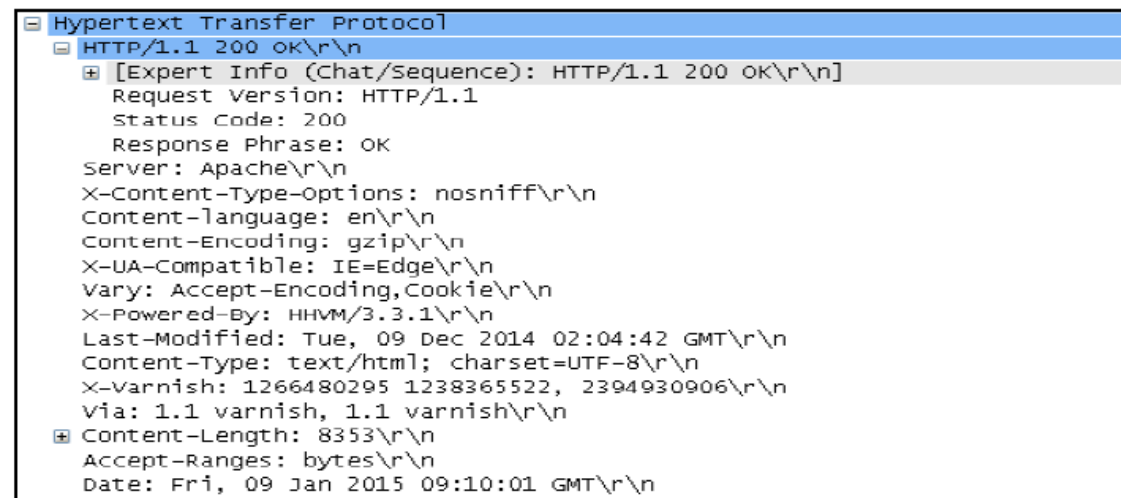 Hypertext Transfer Protocol
HTTP/1.1 200 OK\r\n
[Expert Info (Chat/Sequence): HTTP/1.1 200 OK\r\n]
Request Version: HTTP/1.1
Status Code: 200
Response Phrase: OK
Server: Apache\r\n
X-Content-Type-Options: nosniff\r\n
Content-language: en\r\n
Content-Encoding: gzip\r\n
X-UA-Compatible: IE=Edge\r\n
Vary: Accept-Encoding,Cookie\r\n
X-Powered-By: HHVM/3.3.1\r\n
Last-Modified: Tue, 09 Dec 2014 02:04:42 GMT\r\n
Content-Type: text/html; charset=UTF-8\r\n
X-Varnish: 1266480295 1238365522, 2394930906\r\n
Via: 1.1 varnish, 1.1 varnish\r\n
Content-Length: 8353\r\n
Accept-Ranges: bytes\r\n
Date: Fri, 09 Jan 2015 09:10:01 GMT\r\n